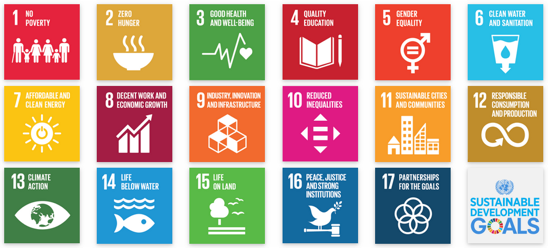 1 NO
POVERTY
2 ZERO
HUNGER
3 GOOD HEALTH
AND WELL-BEING
4 QUALITY
EDUCATION
5 GENDER
EQUALITY
6 CLEAN WATER
AND SANITATION
7 AFFORDABLE AND
CLEAN ENERGY
8 DECENT WORK AND
ECONOMIC GROWTH
9 INDUSTRY, INNOVATION
AND INFRASTRUCTURE
10 REDUCED
INEQUALITIES
11 SUSTAINABLE CITIES
AND COMMUNITIES
12 RESPONSIBLE
CONSUMPTION
AND PRODUCTION
13 CLIMATE
ACTION
14 LIFE
BELOW WATER
15 LIFE
ON LAND
16 PEACE, JUSTICE
AND STRONG
INSTITUTIONS
17 PARTNERSHIPS
FOR THE GOALS
SUSTAINABLE
DEVELOPMENT
GOALS